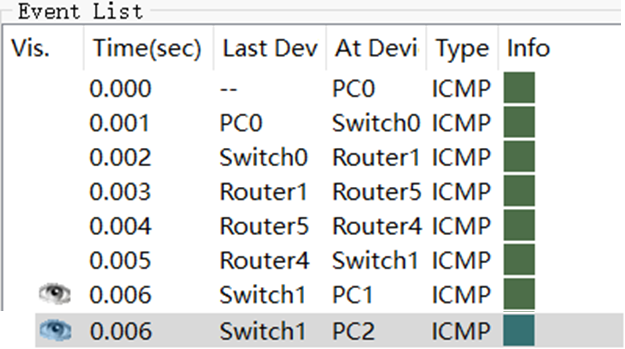 Event List
Vis. Time(sec) Last Dev At Devi Type Info
0.000 -- PC0 ICMP
0.001 PC0 Switch0 ICMP
0.002 Switch0 Router1 ICMP
0.003 Router1 Router5 ICMP
0.004 Router5 Router4 ICMP
0.005 Router4 Switch1 ICMP
0.006 Switch1 PC1 ICMP
0.006 Switch1 PC2 ICMP